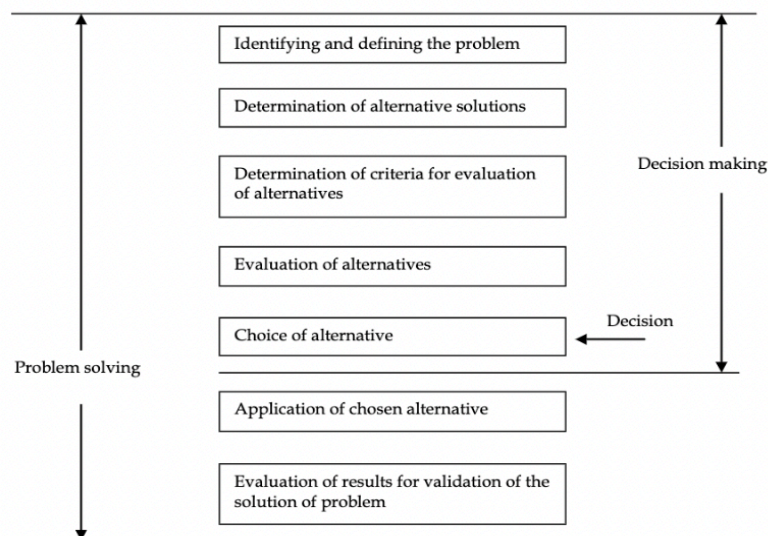 Identifying and defining the problem
Determination of alternative solutions
Decision making
Determination of criteria for evaluation
of alternatives
Evaluation of alternatives
Decision
Choice of alternative
Problem solving
Application of chosen alternative
Evaluation of results for validation of the
solution of problem